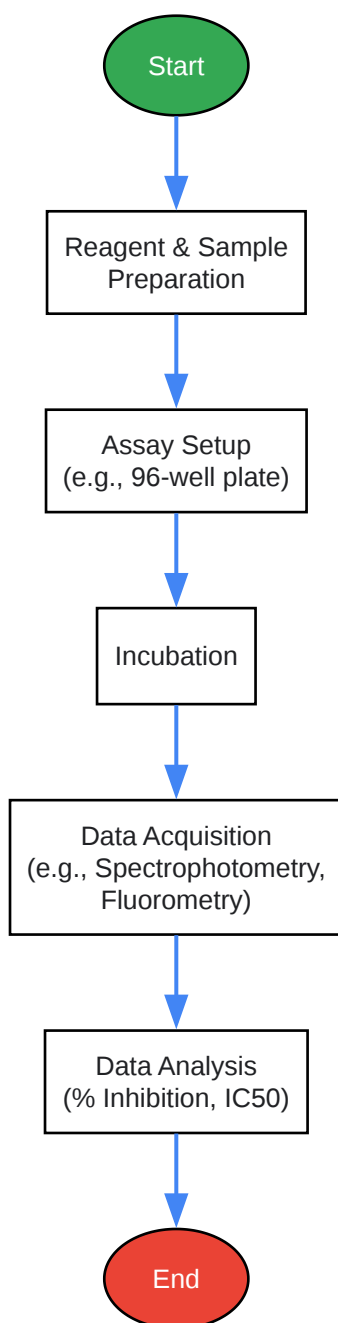 Start
Reagent & Sample
Preparation
Assay Setup
(e.g., 96-well plate)
Incubation
Data Acquisition
(e.g., Spectrophotometry,
Fluorometry)
Data Analysis
(% Inhibition, IC50)
End